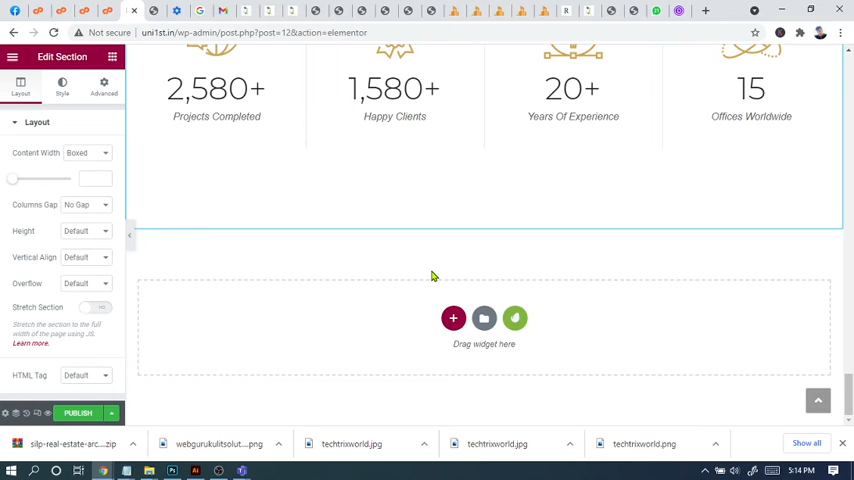 Not secure | uni1st.in/wp-admin/post.php?post=12&action=elementor
Edit Section
Layout
Style
Advanced
Layout
Content Width
Boxed
Columns Gap
No Gap
Height
Default
Vertical Align
Default
Overflow
Default
Stretch Section
NO
Stretch the section to the full
width of the page using JS.
Learn more.
HTML Tag
Default
PUBLISH
2,580+
1,580+
20+
15
Projects Completed
Happy Clients
Years Of Experience
Offices Worldwide
Drag widget here
silp-real-estate-arc....zip
webgurukulitsolut....png
techtrixworld.jpg
techtrixworld.jpg
techtrixworld.png
Show all
5:14 PM